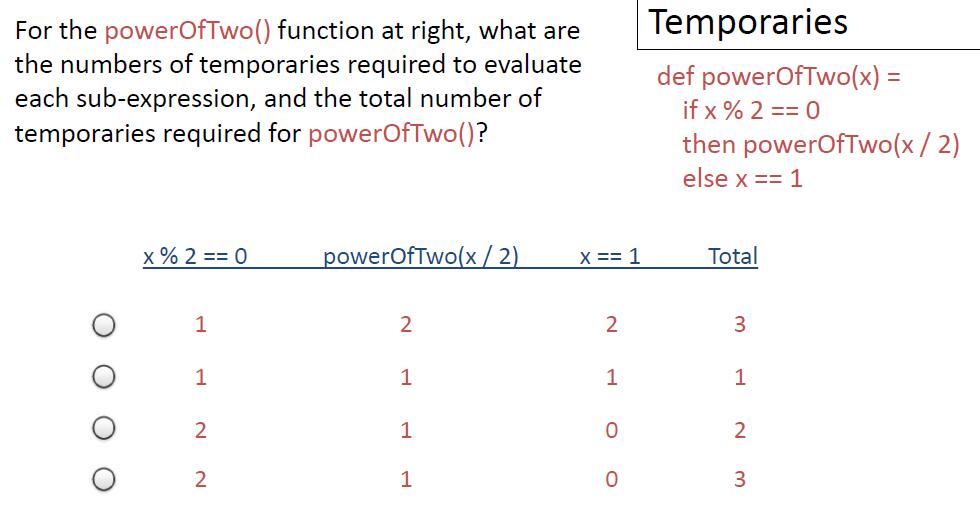 For the powerOfTwo() function at right, what are
the numbers of temporaries required to evaluate
each sub-expression, and the total number of
temporaries required for powerOfTwo()?
Temporaries
def powerOfTwo(x) =
if x % 2 == 0
then powerOfTwo(x / 2)
else x == 1
x % 2 == 0 powerOfTwo(x / 2) x == 1 Total
1 2 2 3
1 1 1 1
2 1 0 2
2 1 0 3